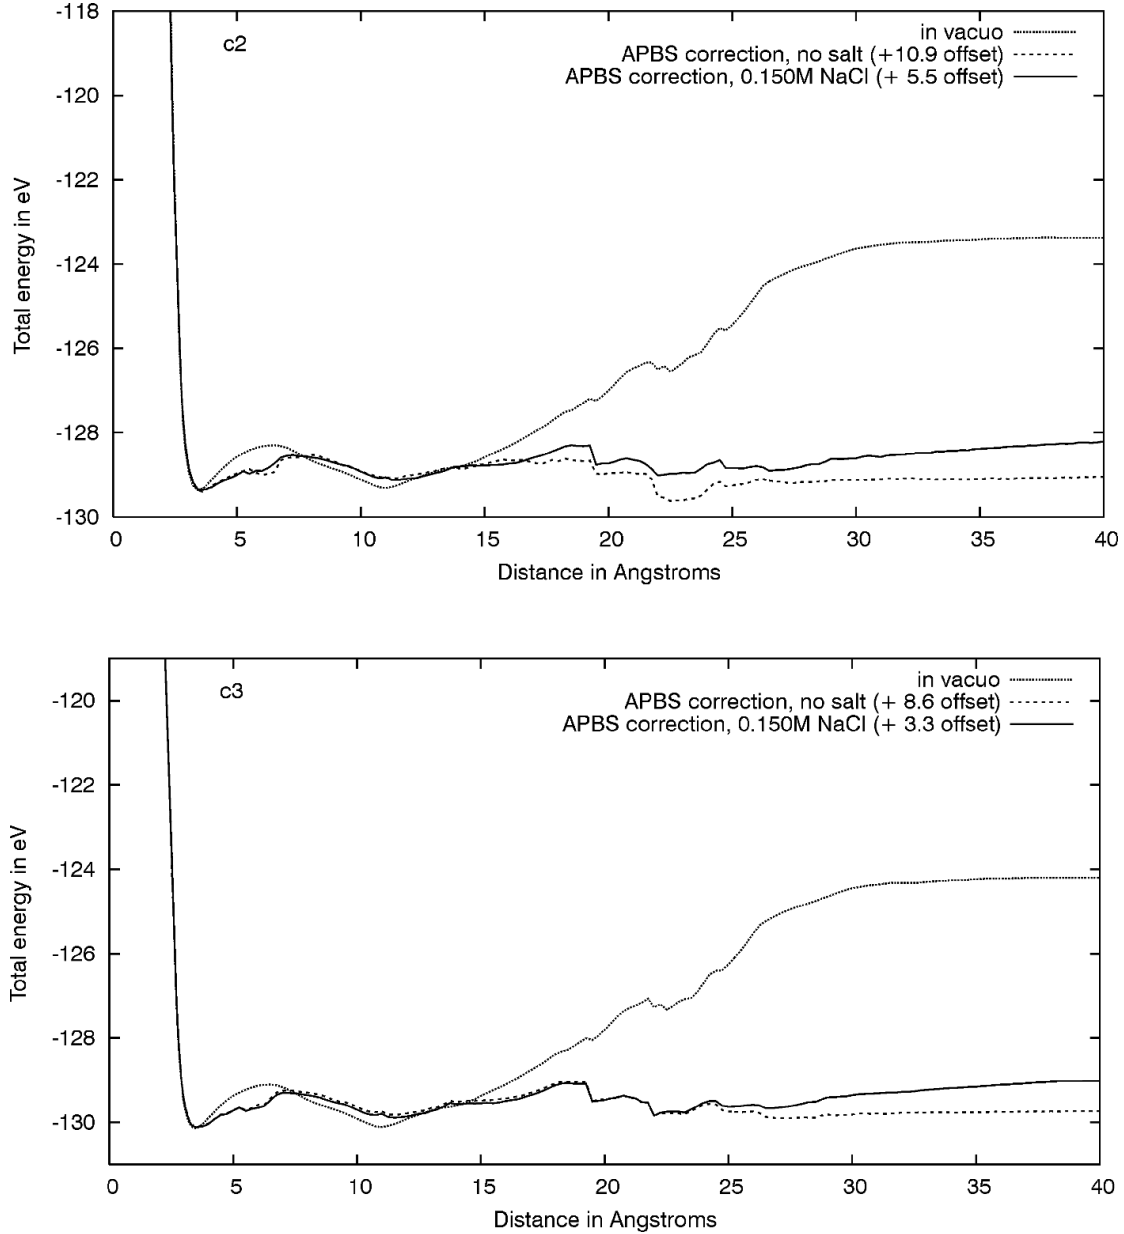 -118
c2
in vacuo
APBS correction, no salt (+10.9 offset)
APBS correction, 0.150M NaCl (+ 5.5 offset)
-120
-122
-124
-126
-128
-130
Total energy in eV
0 5 10 15 20 25 30 35 40
Distance in Angstroms
c3
in vacuo
APBS correction, no salt (+ 8.6 offset)
APBS correction, 0.150M NaCl (+ 3.3 offset)
-120
-122
-124
-126
-128
-130
Total energy in eV
0 5 10 15 20 25 30 35 40
Distance in Angstroms